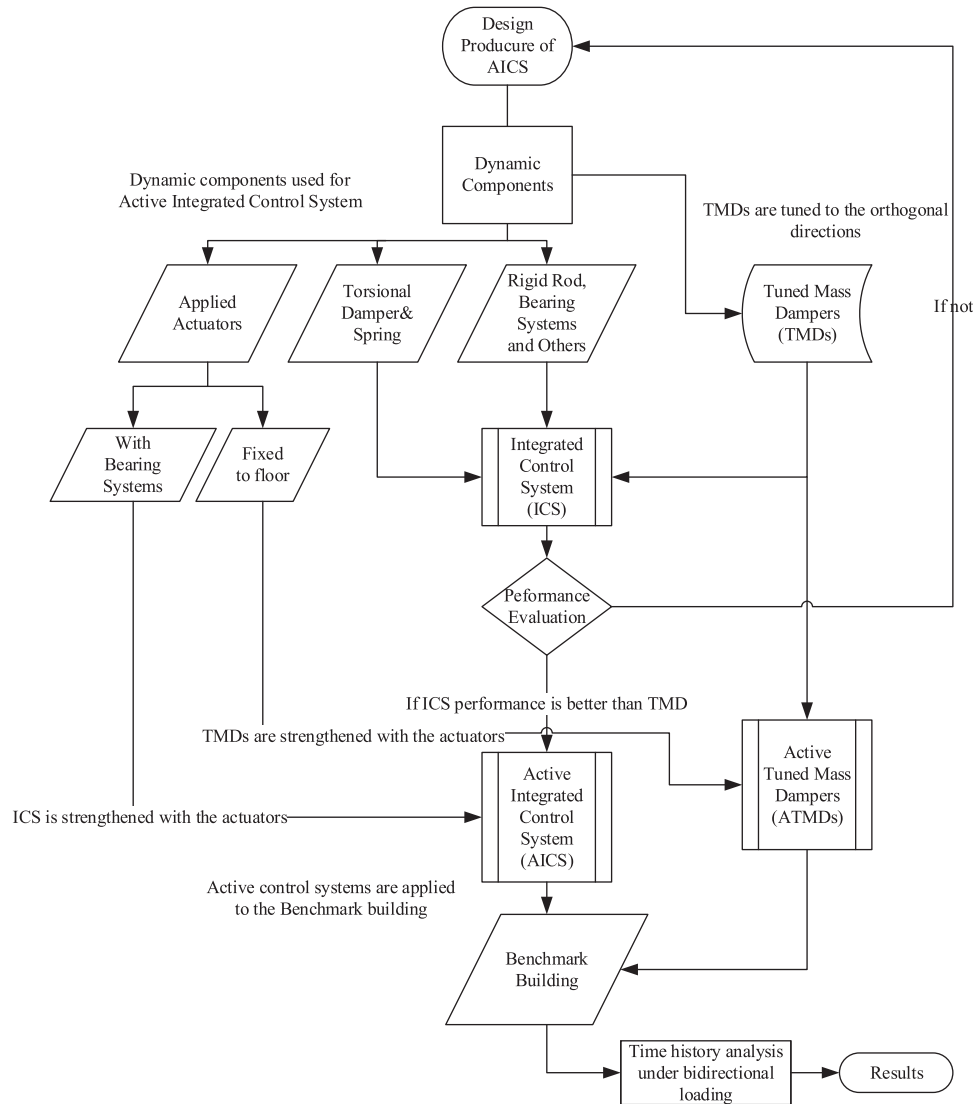 Design
Producure of
AICS
Dynamic
Components
Dynamic components used for
Active Integrated Control System
TMDs are tuned to the orthogonal
directions
Applied
Actuators
Torsional
Damper&
Spring
Rigid Rod,
Bearing
Systems
and Others
Tuned Mass
Dampers
(TMDs)
If not
With
Bearing
Systems
Fixed
to floor
Integrated
Control
System
(ICS)
Peformance
Evaluation
If ICS performance is better than TMD
TMDs are strengthened with the actuators
Active
Integrated
Control
System
(AICS)
Active
Tuned Mass
Dampers
(ATMDs)
ICS is strengthened with the actuators
Active control systems are applied
to the Benchmark building
Benchmark
Building
Time history analysis
under bidirectional
loading
Results